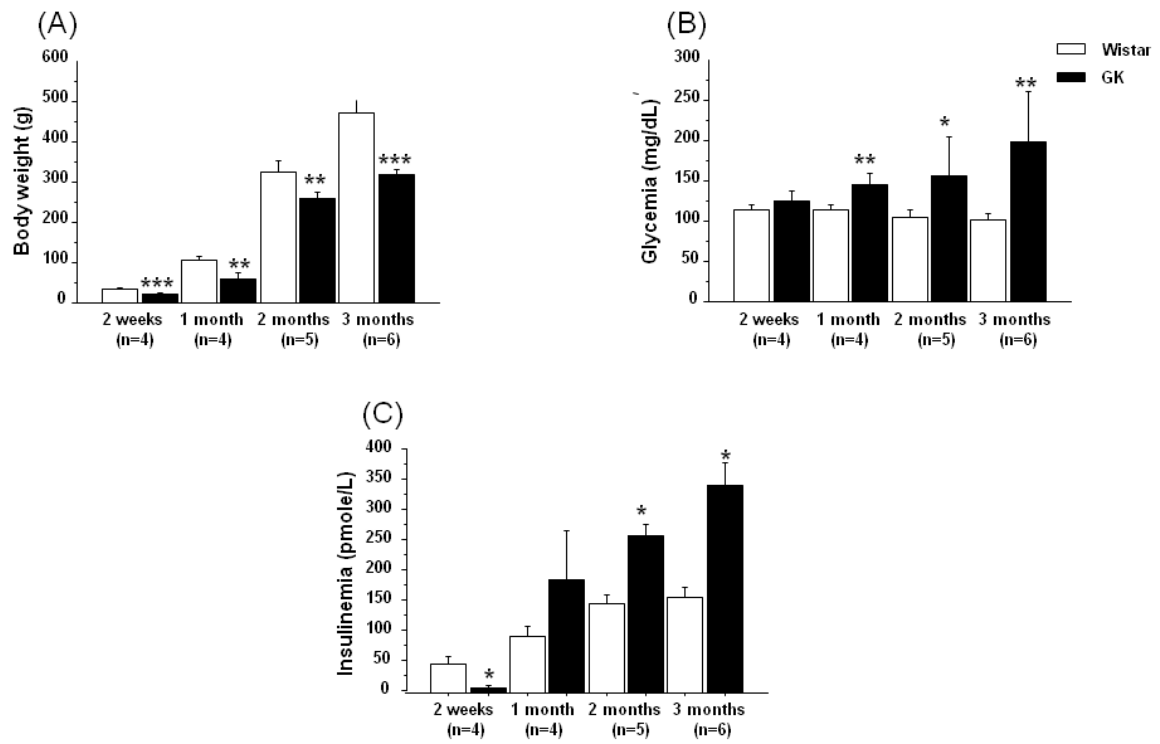 (A)
Body weight (g)
600
500
400
300
200
100
0
***
**
**
***
2 weeks 1 month 2 months 3 months
(n=4) (n=4) (n=5) (n=6)
(B)
Wistar
GK
Glycemia (mg/dL)'
300
250
200
150
100
50
0
**
*
**
2 weeks 1 month 2 months 3 months
(n=4) (n=4) (n=5) (n=6)
(C)
Insulinemia (pmole/L)
400
350
300
250
200
150
100
50
0
*
*
*
2 weeks 1 month 2 months 3 months
(n=4) (n=4) (n=5) (n=6)